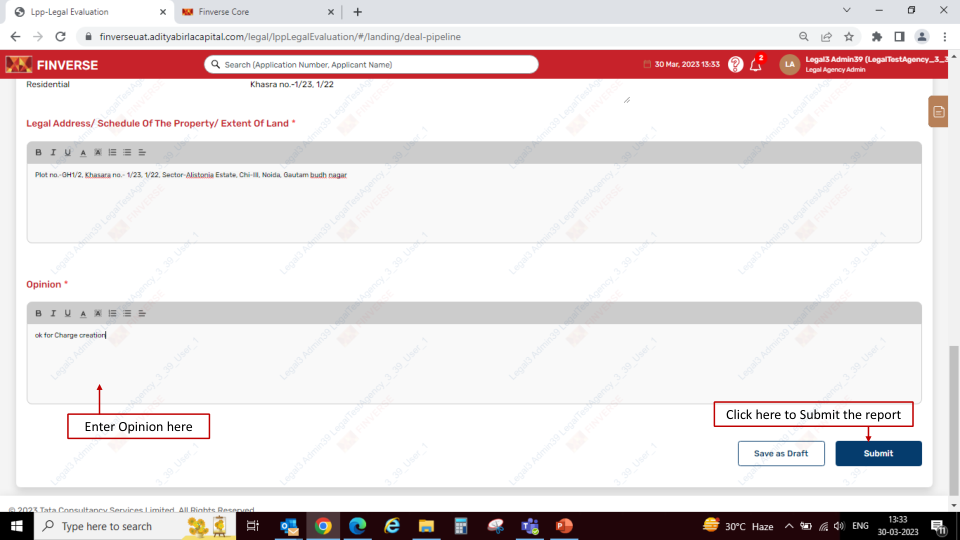 Lpp-Legal Evaluation
Finverse Core
finverseuat.adityabirlacapital.com/legal/lppLegalEvaluation/#/landing/deal-pipeline
FINVERSE
Search (Application Number, Applicant Name)
30 Mar, 2023 13:33
2
LA
Legal3 Admin39 (LegalTestAgency_3_3
Legal Agency Admin
Residential
Khasra no.-1/23, 1/22
Legal Address/ Schedule Of The Property/ Extent Of Land *
B I U A A
Plot no.-GH1/2, Khasara no.- 1/23, 1/22, Sector-Alistonia Estate, Chi-III, Noida, Gautam budh nagar
Opinion *
B I U A A
ok for Charge creation
Enter Opinion here
Click here to Submit the report
Save as Draft
Submit
© 2023 Tata Consultancy Services Limited. All Rights Reserved
Type here to search
30°C Haze
ENG
13:33
30-03-2023